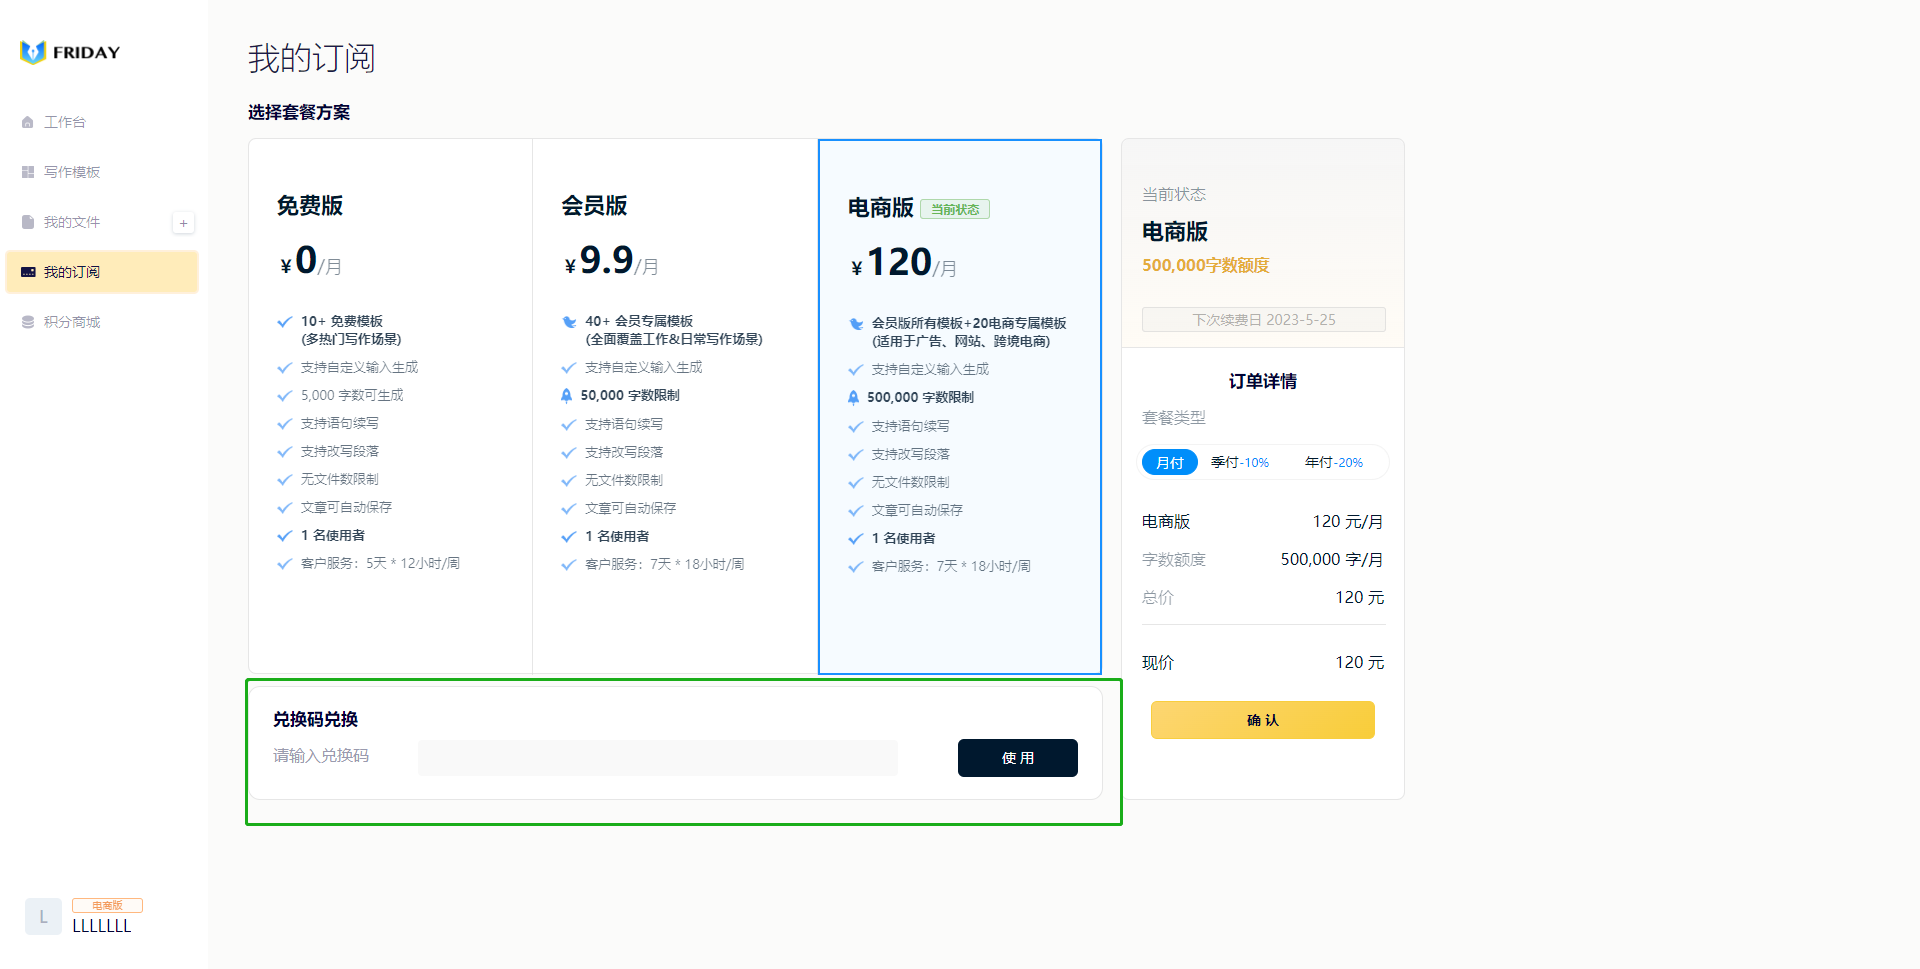 FRIDAY
工作台
写作模板
我的文件
+
我的订阅
积分商城
L
电商版
LLLLLLL
我的订阅
选择套餐方案
免费版
¥0/月
10+ 免费模板
(多热门写作场景)
支持自定义输入生成
5,000 字数可生成
支持语句续写
支持改写段落
无文件数限制
文章可自动保存
1 名使用者
客户服务：5天 * 12小时/周
会员版
¥9.9/月
40+ 会员专属模板
(全面覆盖工作&日常写作场景)
支持自定义输入生成
50,000 字数限制
支持语句续写
支持改写段落
无文件数限制
文章可自动保存
1 名使用者
客户服务：7天 * 18小时/周
电商版 当前状态
¥120/月
会员版所有模板+20电商专属模板
(适用于广告、网站、跨境电商)
支持自定义输入生成
500,000 字数限制
支持语句续写
支持改写段落
无文件数限制
文章可自动保存
1 名使用者
客户服务：7天 * 18小时/周
兑换码兑换
请输入兑换码
使 用
当前状态
电商版
500,000字数额度
下次续费日 2023-5-25
订单详情
套餐类型
月付 季付-10% 年付-20%
电商版 120 元/月
字数额度 500,000 字/月
总价 120 元
现价 120 元
确 认